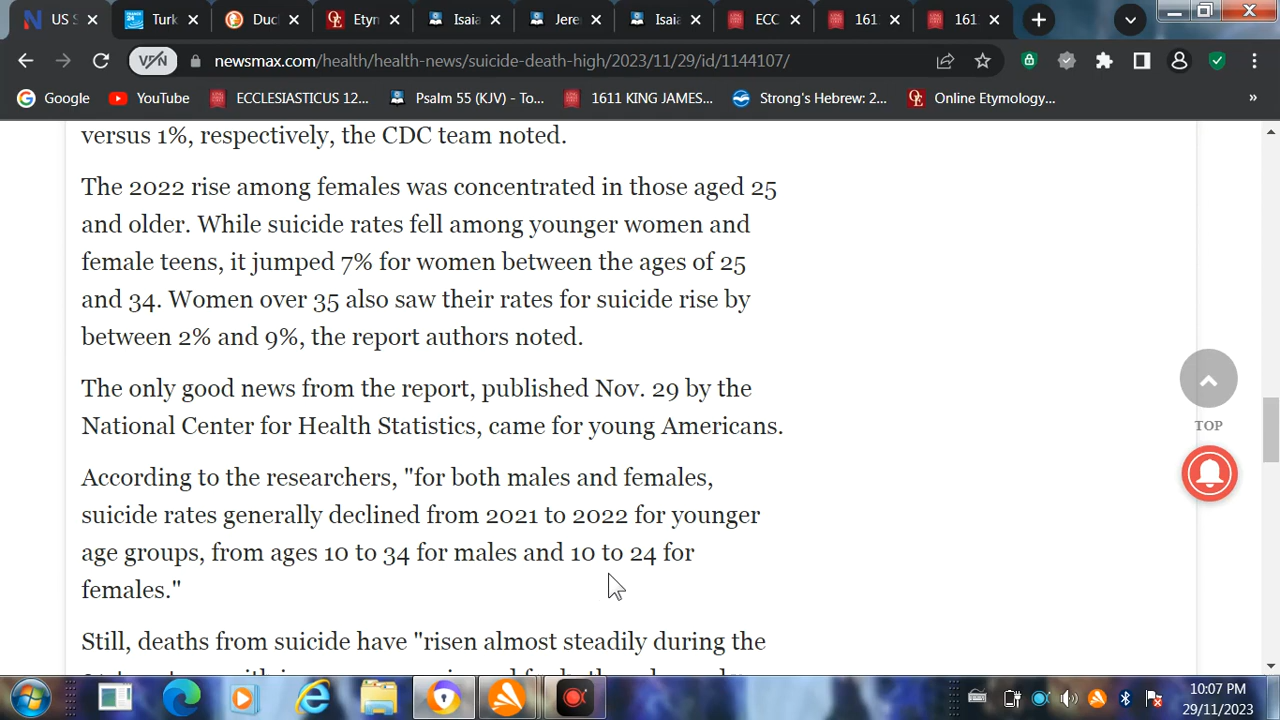 US S
Turk
Duc
Etyn
Isaia
Jere
Isaia
ECC
161
161
VPN
newsmax.com/health/health-news/suicide-death-high/2023/11/29/id/1144107/
Google
YouTube
ECCLESIASTICUS 12...
Psalm 55 (KJV) - To...
1611 KING JAMES...
Strong's Hebrew: 2...
Online Etymology...
»
versus 1%, respectively, the CDC team noted.
The 2022 rise among females was concentrated in those aged 25
and older. While suicide rates fell among younger women and
female teens, it jumped 7% for women between the ages of 25
and 34. Women over 35 also saw their rates for suicide rise by
between 2% and 9%, the report authors noted.
The only good news from the report, published Nov. 29 by the
National Center for Health Statistics, came for young Americans.
According to the researchers, "for both males and females,
suicide rates generally declined from 2021 to 2022 for younger
age groups, from ages 10 to 34 for males and 10 to 24 for
females."
Still, deaths from suicide have "risen almost steadily during the
TOP
10:07 PM
29/11/2023